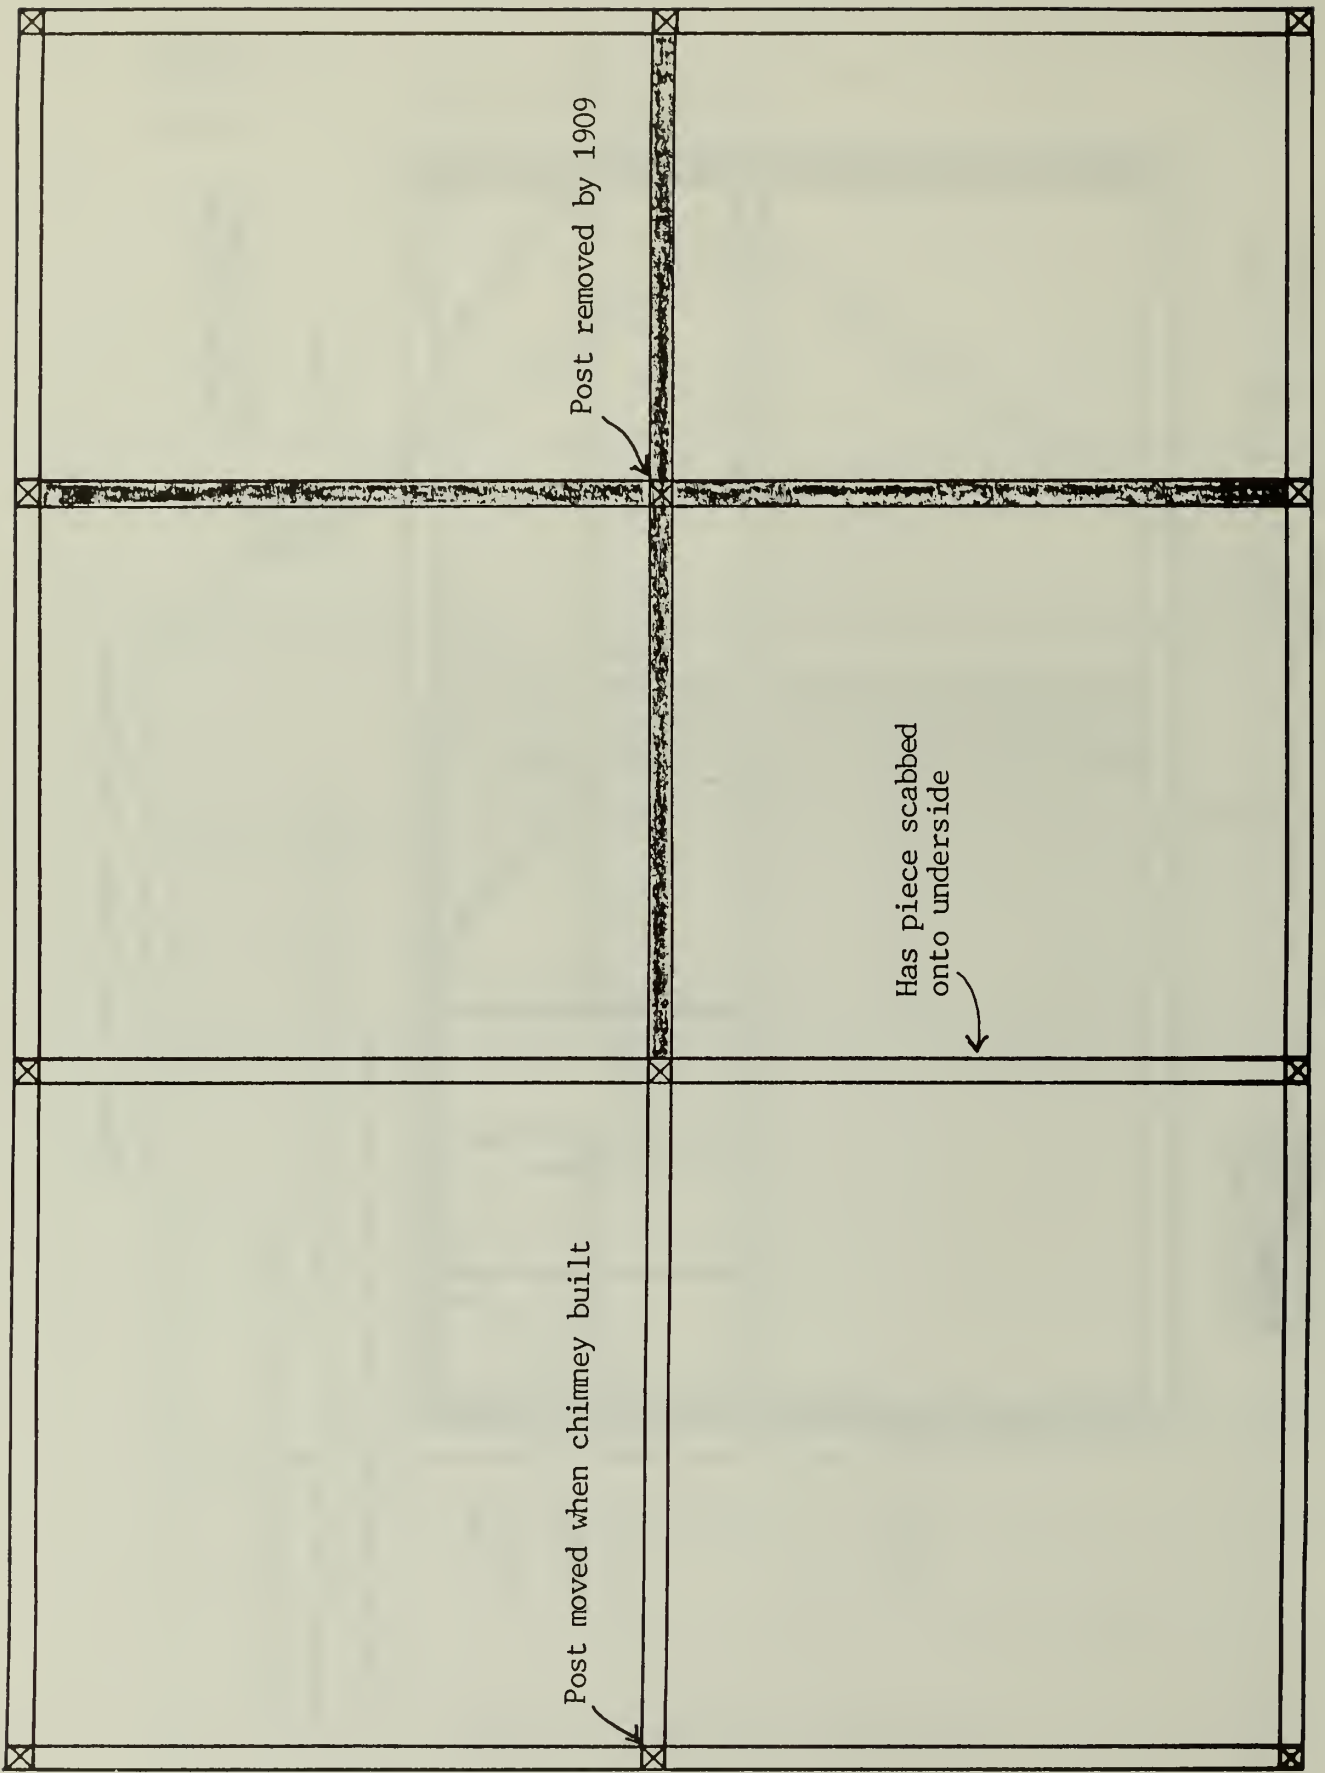 Post removed by 1909
Has piece scabbed
onto underside
Post moved when chimney built